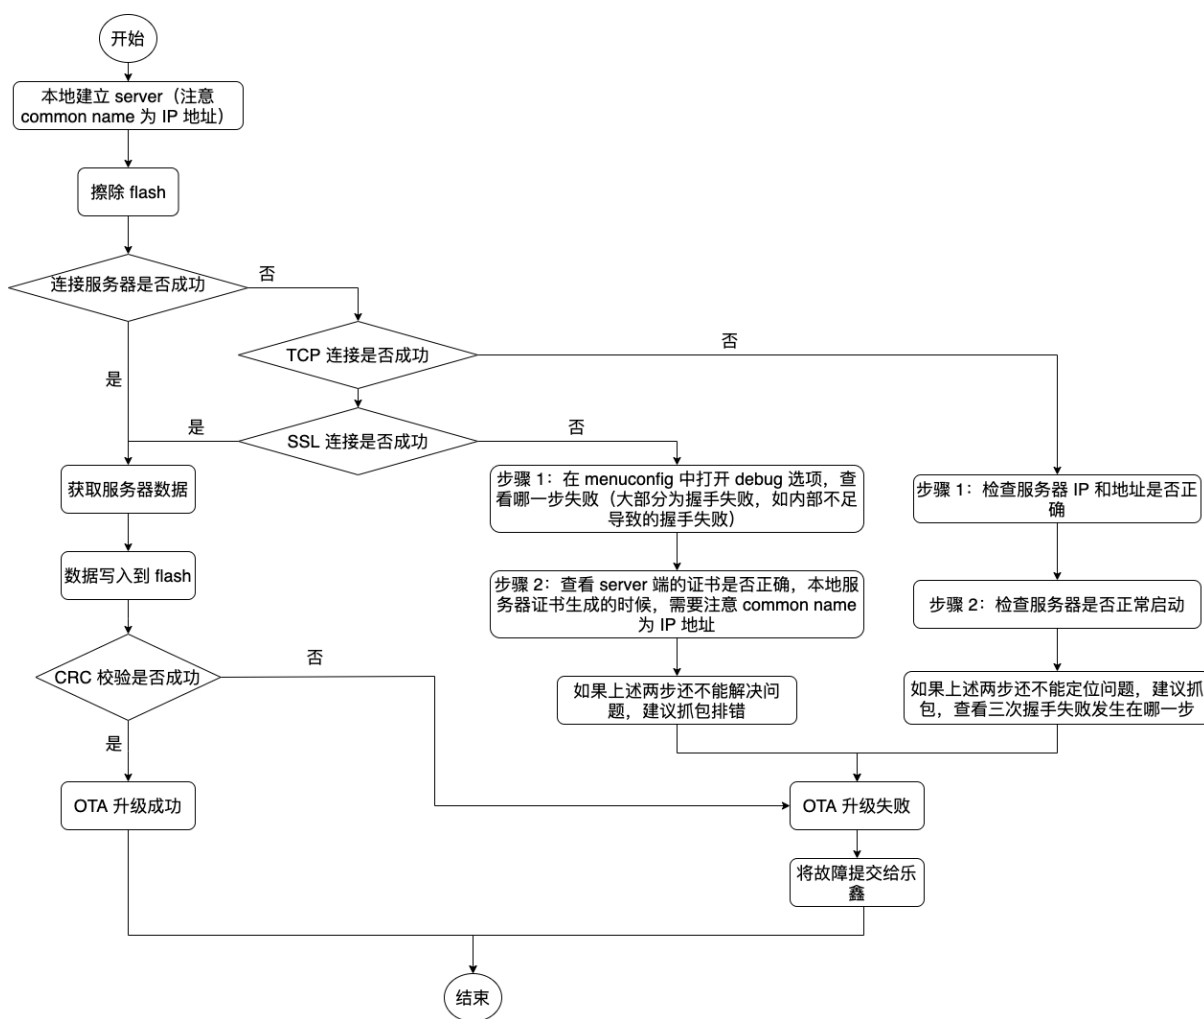 开始
本地建立 server（注意
common name 为 IP 地址）
擦除 flash
连接服务器是否成功
否
TCP 连接是否成功
否
是
SSL 连接是否成功
是
否
获取服务器数据
步骤 1：在 menuconfig 中打开 debug 选项，查
看哪一步失败（大部分为握手失败，如内部不足
导致的握手失败）
步骤 1：检查服务器 IP 和地址是否正
确
数据写入到 flash
步骤 2：查看 server 端的证书是否正确，本地服
务器证书生成的时候，需要注意 common name
为 IP 地址
步骤 2：检查服务器是否正常启动
CRC 校验是否成功
否
是
如果上述两步还不能解决问
题，建议抓包排错
如果上述两步还不能定位问题，建议抓
包，查看三次握手失败发生在哪一步
OTA 升级成功
OTA 升级失败
将故障提交给乐
鑫
结束